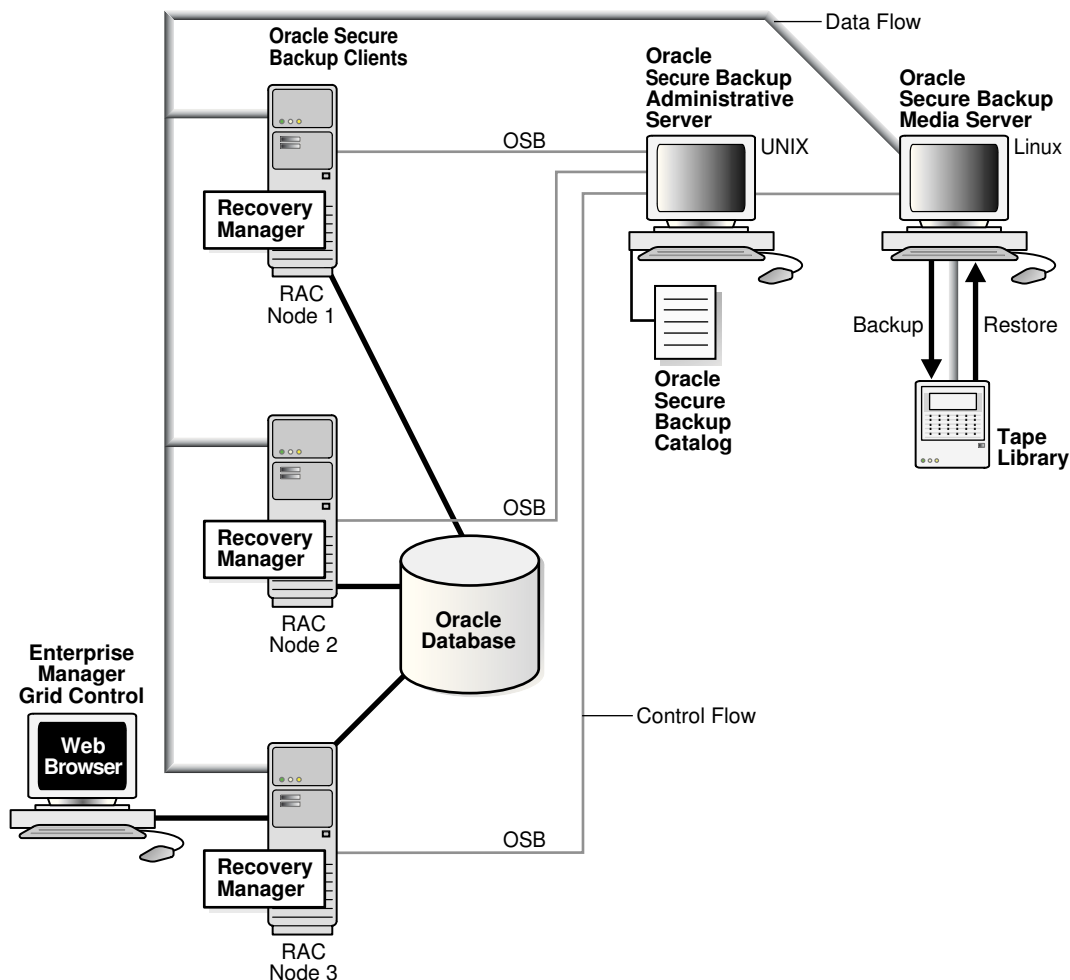 Data Flow
Oracle Secure
Backup Clients
Oracle
Secure Backup
Administrative
Server
Oracle
Secure Backup
Media Server
OSB
UNIX
Linux
Recovery
Manager
RAC
Node 1
Backup
Restore
Oracle
Secure
Backup
Catalog
Tape
Library
OSB
Recovery
Manager
RAC
Node 2
Oracle
Database
Enterprise
Manager
Grid Control
Web
Browser
Control Flow
OSB
Recovery
Manager
RAC
Node 3